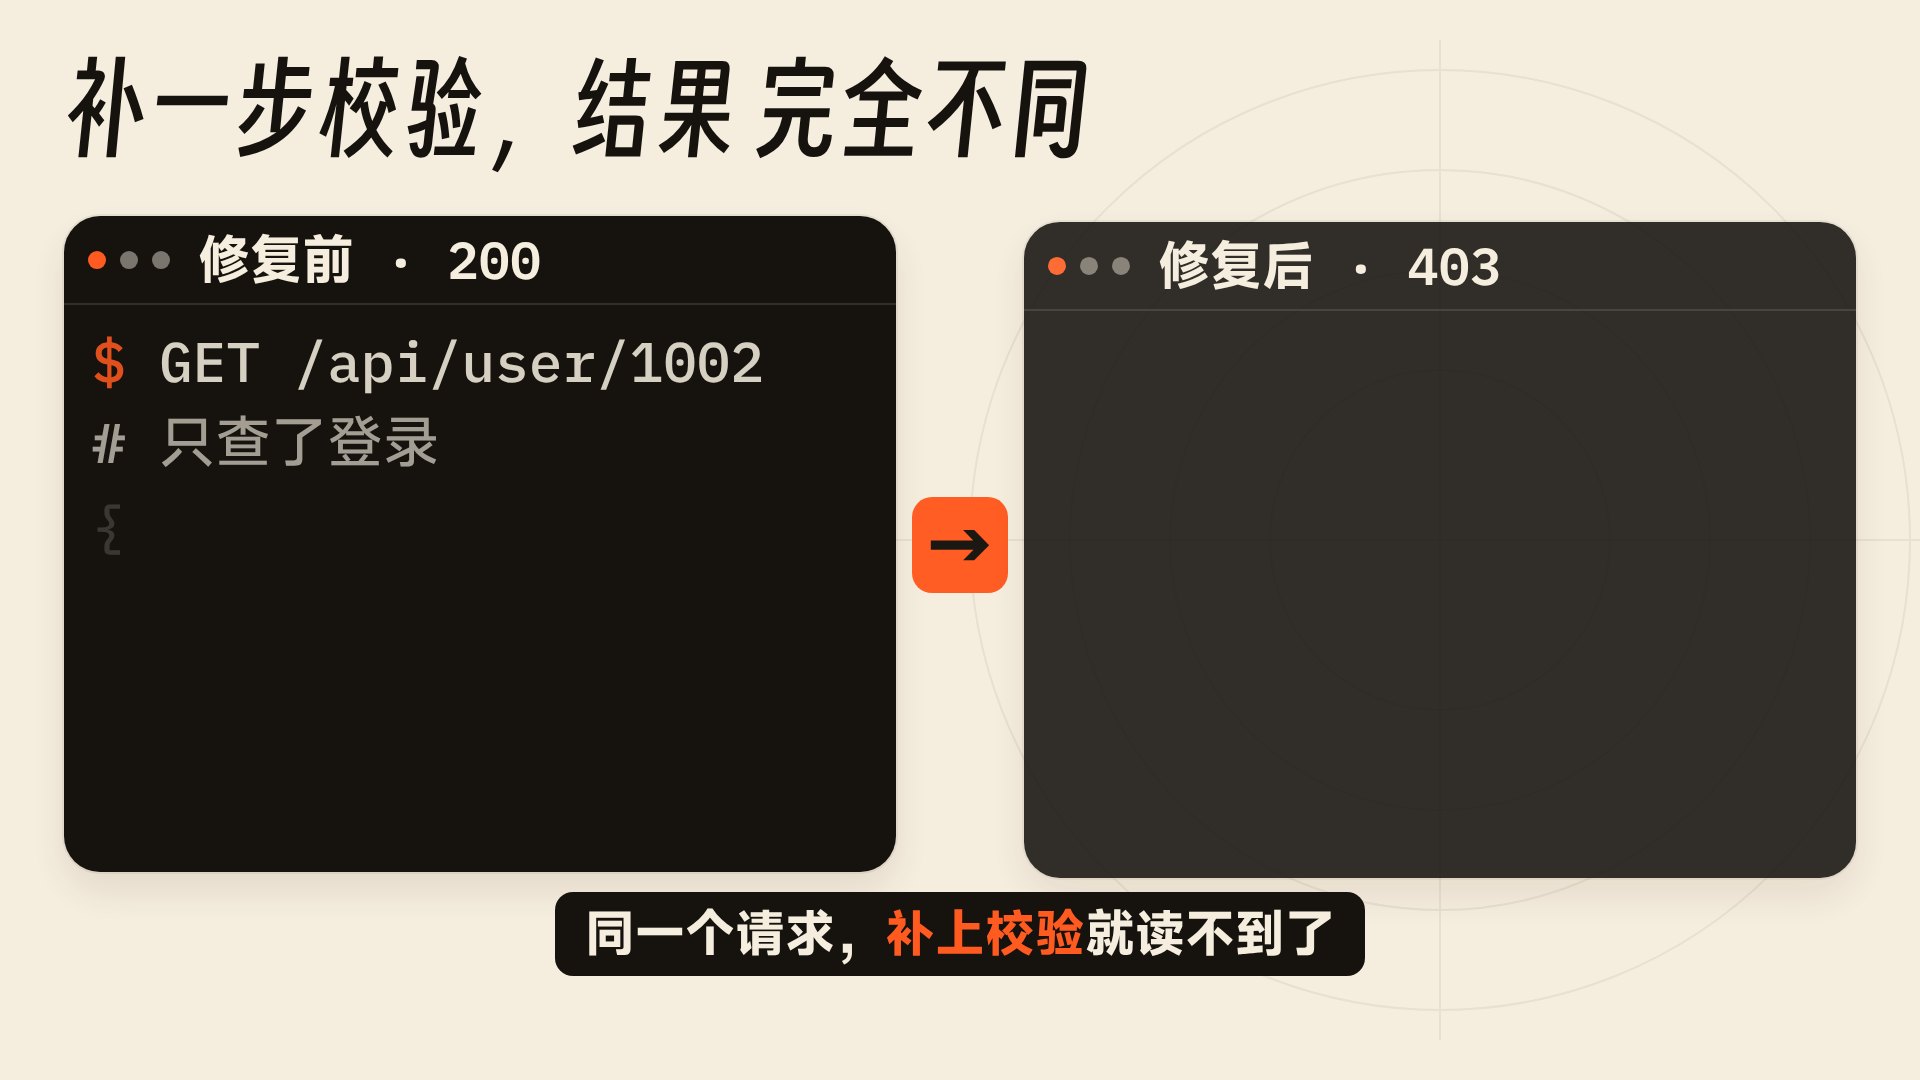 补一步校验，结果 完全不同
修复前 · 200
$ GET /api/user/1002
# 只查了登录
{
→
修复后 · 403
同一个请求，补上校验就读不到了